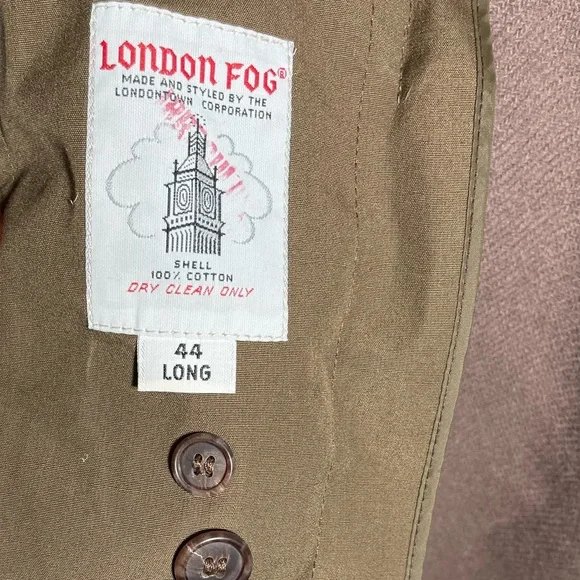 LONDON FOG®
MADE AND STYLED BY THE
LONDONTOWN CORPORATION
SHELL
100% COTTON
DRY CLEAN ONLY
44
LONG